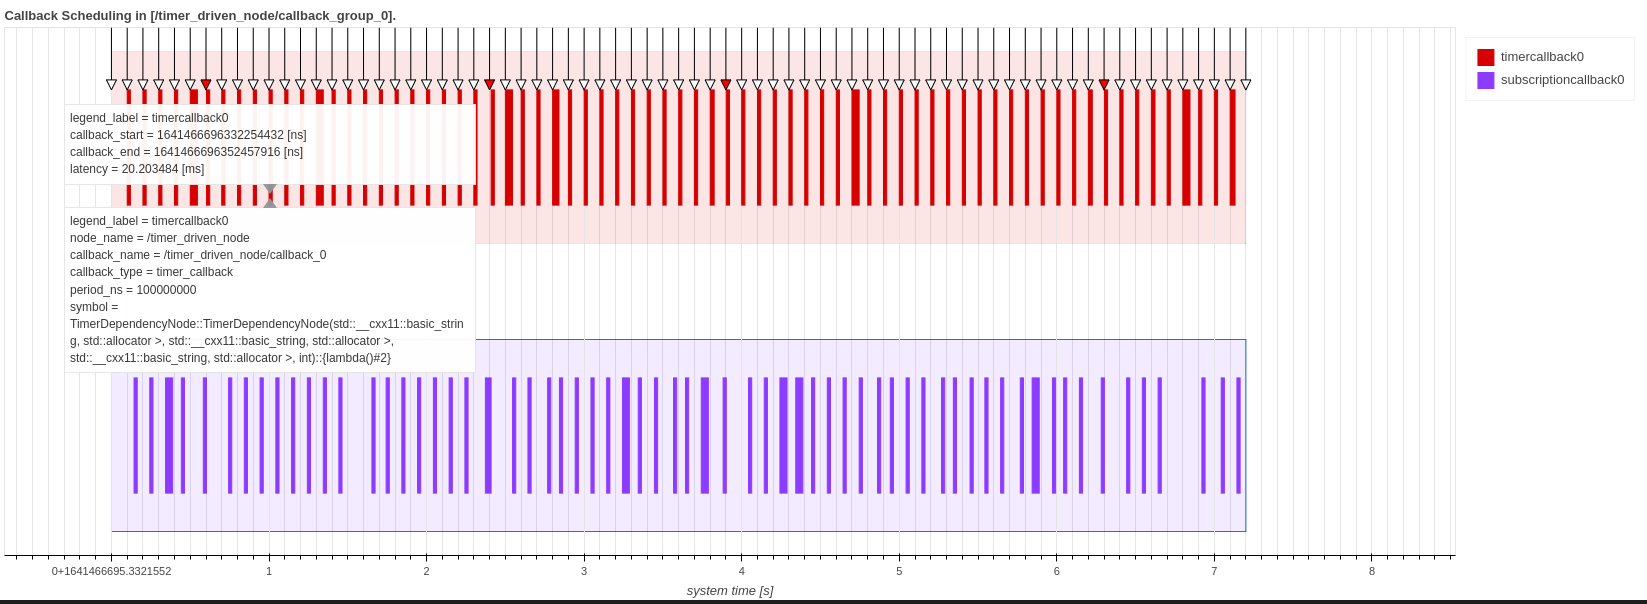 Callback Scheduling in [/timer_driven_node/callback_group_0].
timercallback0
subscriptioncallback0
legend_label = timercallback0
callback_start = 1641466696332254432 [ns]
callback_end = 1641466696352457916 [ns]
latency = 20.203484 [ms]
legend_label = timercallback0
node_name = /timer_driven_node
callback_name = /timer_driven_node/callback_0
callback_type = timer_callback
period_ns = 100000000
symbol =
TimerDependencyNode::TimerDependencyNode(std::__cxx11::basic_strin
g, std::allocator >, std::__cxx11::basic_string, std::allocator >,
std::__cxx11::basic_string, std::allocator >, int)::{lambda()#2}
0+1641466695.3321552 1 2 3 4 5 6 7 8
system time [s]